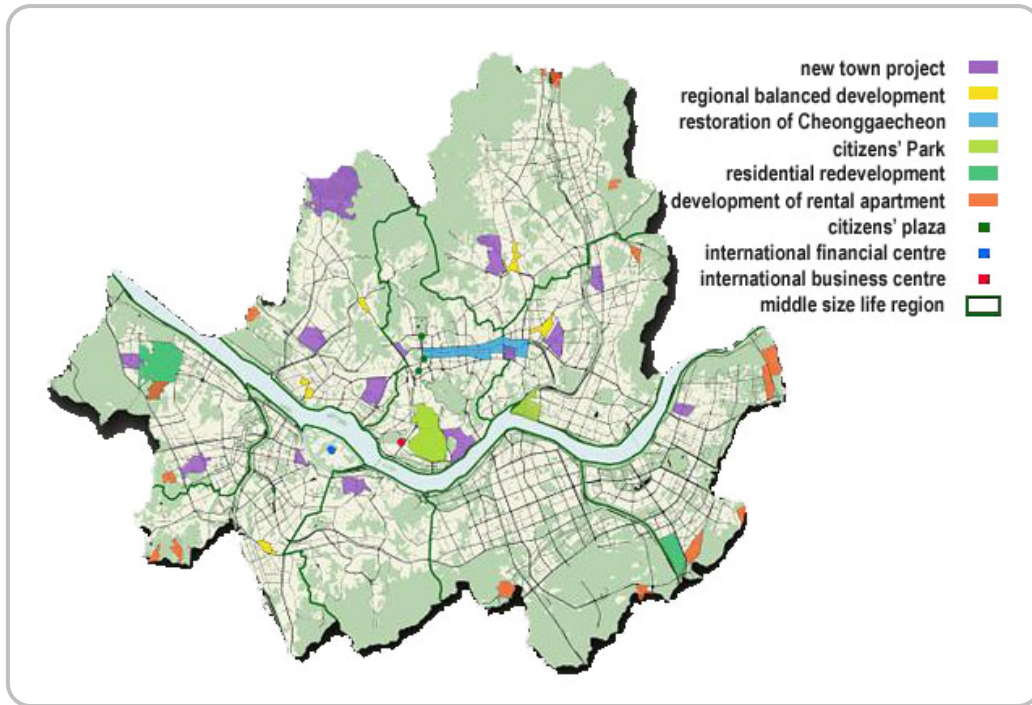 new town project
regional balanced development
restoration of Cheonggaecheon
citizens' Park
residential redevelopment
development of rental apartment
citizens' plaza
international financial centre
international business centre
middle size life region